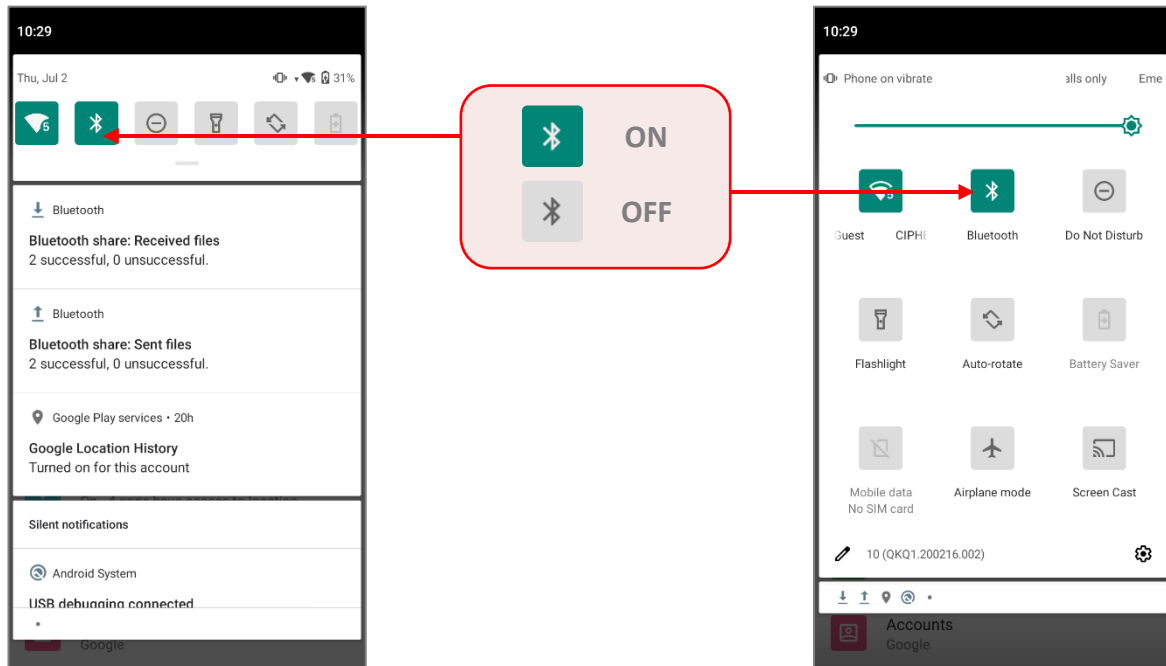 10:29
Thu, Jul 2
5
31%
5
Bluetooth
Bluetooth share: Received files
2 successful, 0 unsuccessful.
Bluetooth
Bluetooth share: Sent files
2 successful, 0 unsuccessful.
Google Play services • 20h
Google Location History
Turned on for this account
Silent notifications
Android System
USB debugging connected
Google
ON
OFF
10:29
Phone on vibrate
alls only
Eme
Guest
CIPHE
Bluetooth
Do Not Disturb
Flashlight
Auto-rotate
Battery Saver
Mobile data
No SIM card
Airplane mode
Screen Cast
10 (QKQ1.200216.002)
Accounts
Google